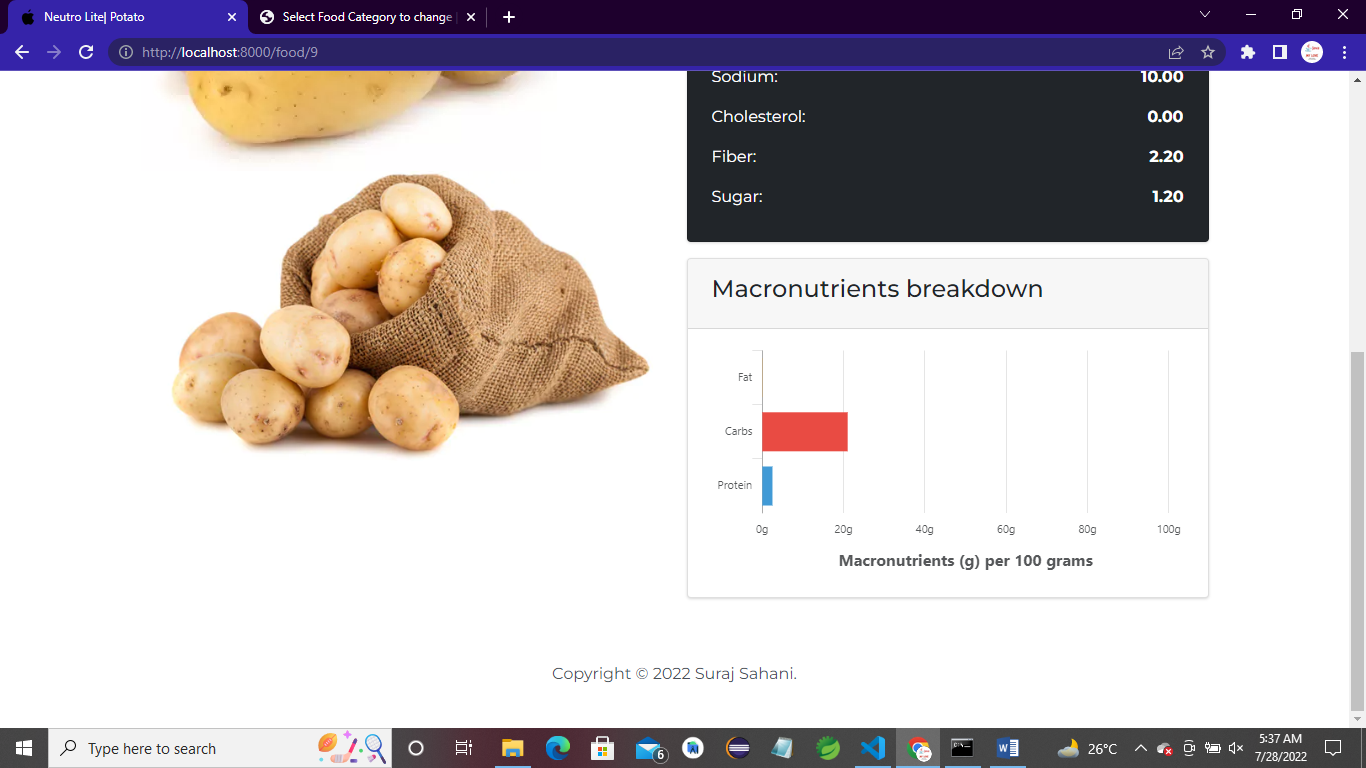 Neutro Lite| Potato
Select Food Category to change
http://localhost:8000/food/9
Sodium: 10.00
Cholesterol: 0.00
Fiber: 2.20
Sugar: 1.20
Macronutrients breakdown
Fat
Carbs
Protein
0g 20g 40g 60g 80g 100g
Macronutrients (g) per 100 grams
Copyright © 2022 Suraj Sahani.
Type here to search
6
26°C
5:37 AM
7/28/2022